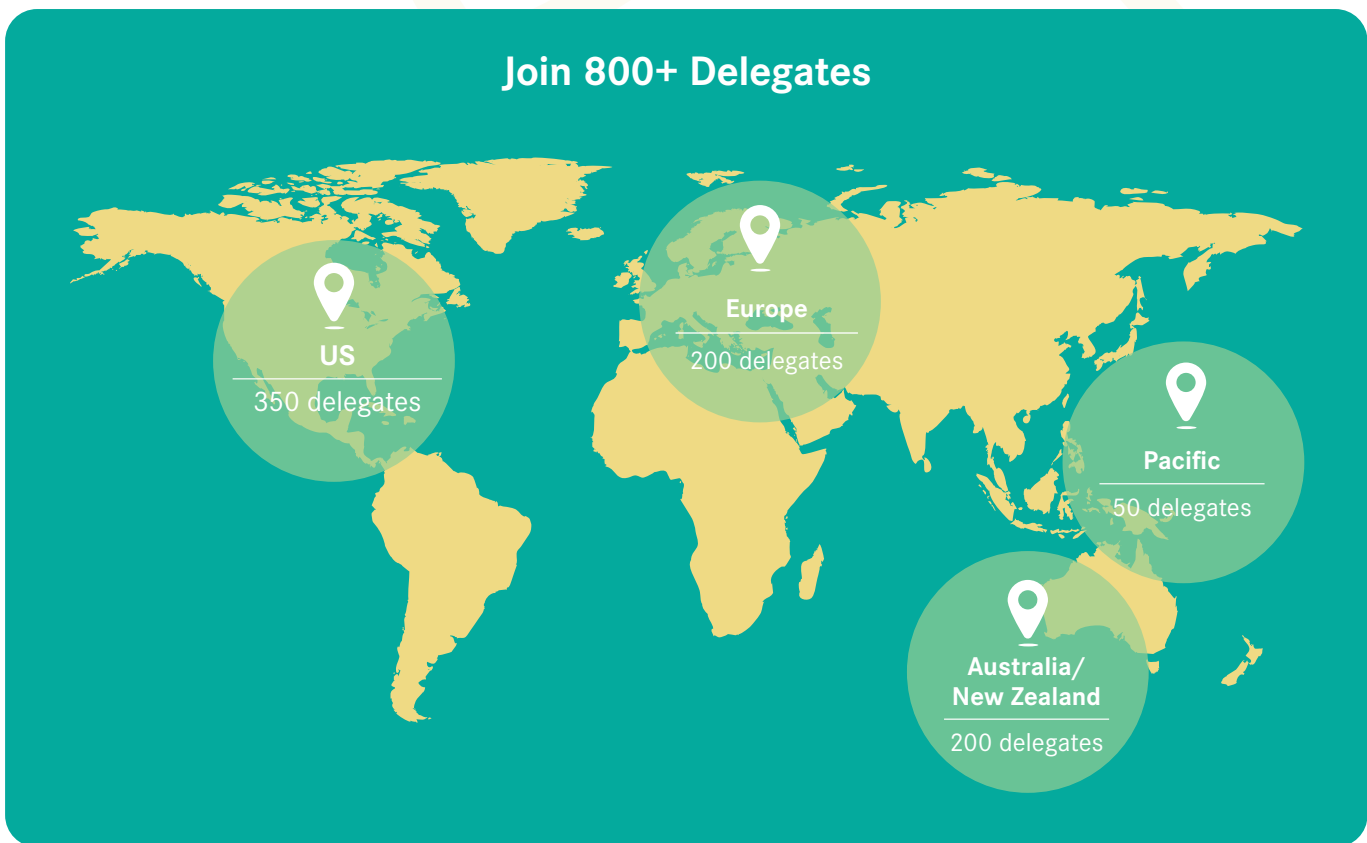 Join 800+ Delegates
US
350 delegates
Europe
200 delegates
Pacific
50 delegates
Australia/
New Zealand
200 delegates